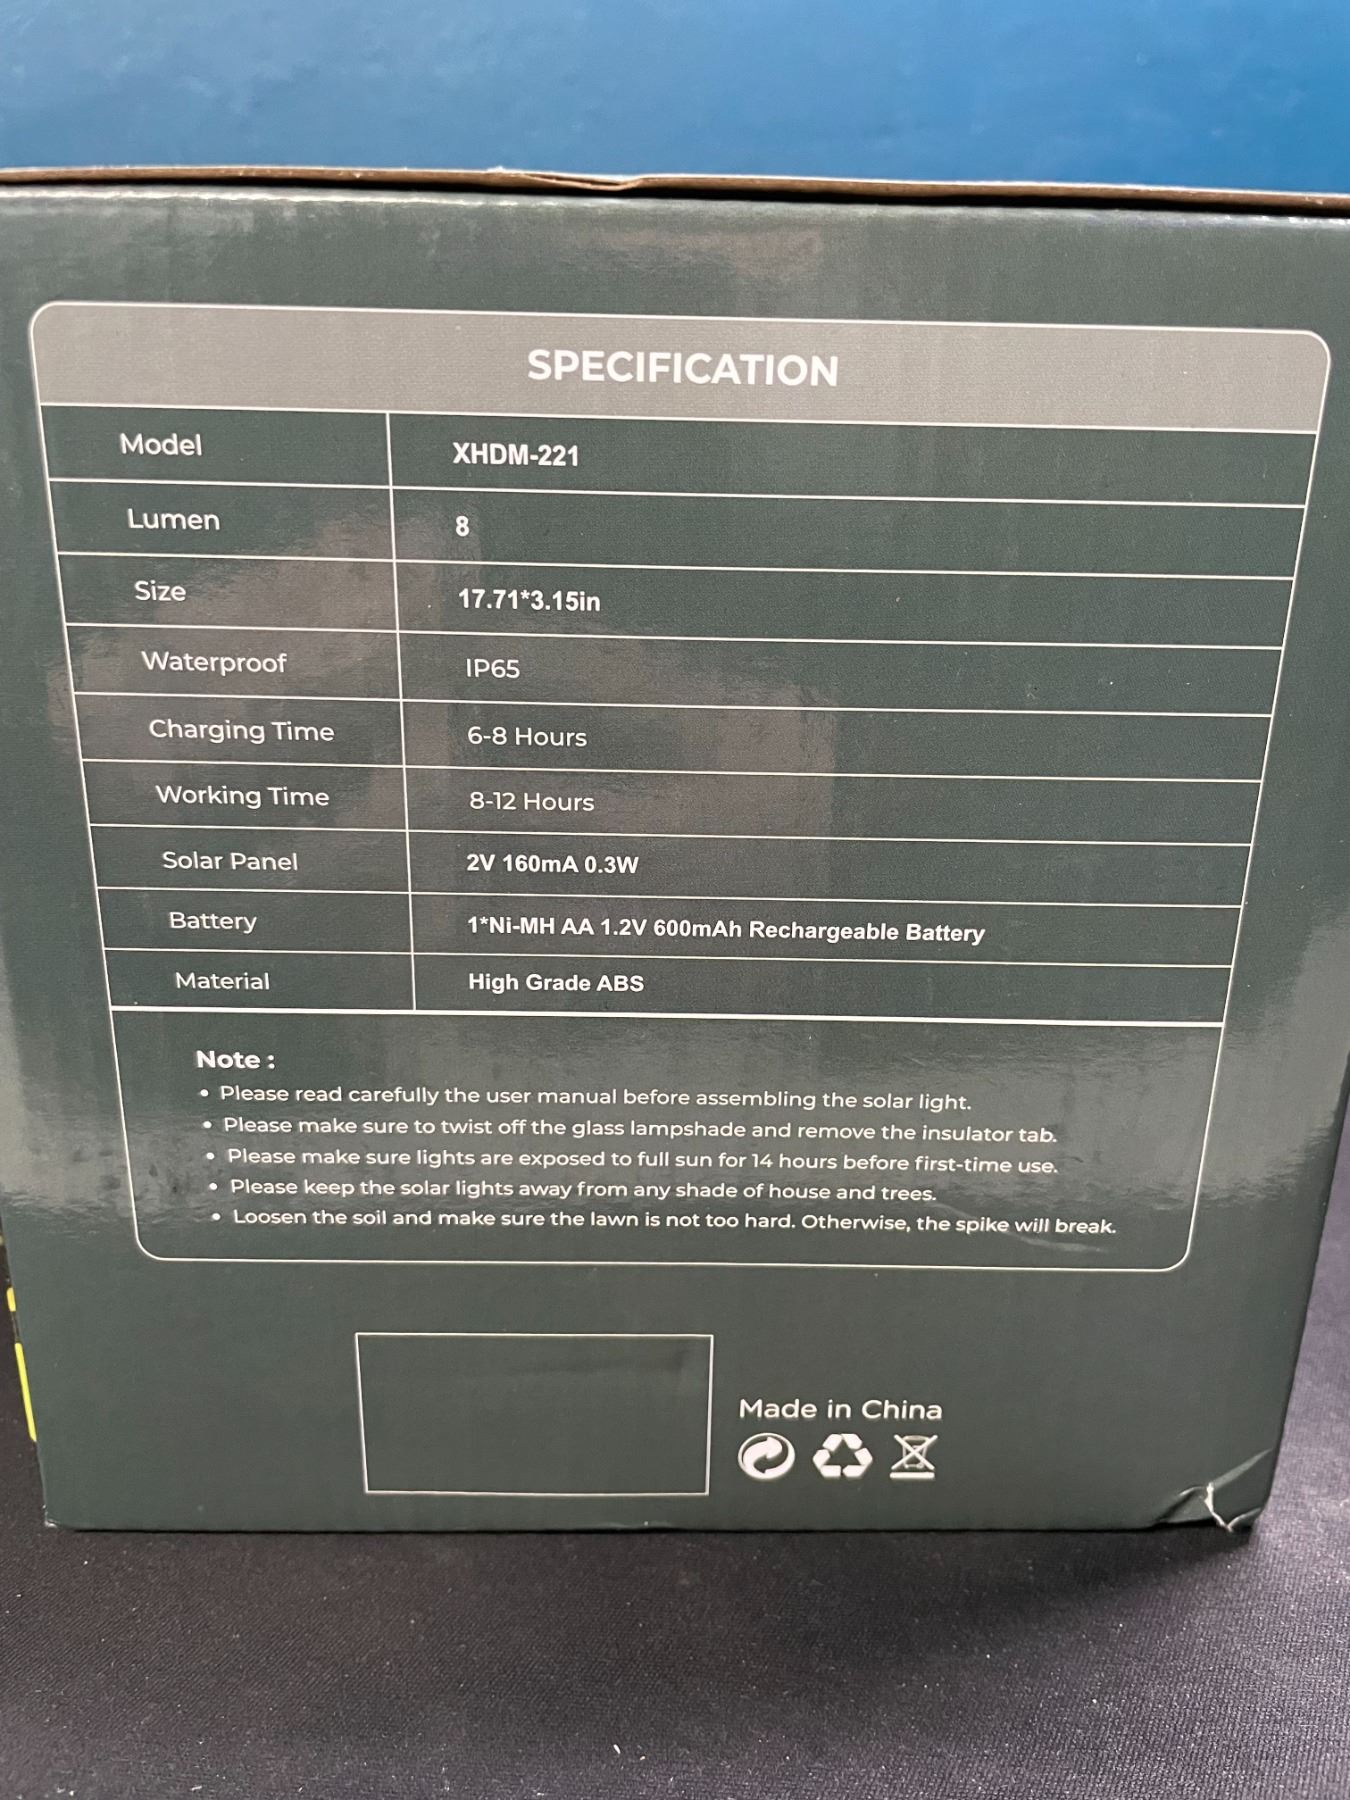 SPECIFICATION
Model XHDM-221
Lumen 8
Size 17.71*3.15in
Waterproof IP65
Charging Time 6-8 Hours
Working Time 8-12 Hours
Solar Panel 2V 160mA 0.3W
Battery 1*Ni-MH AA 1.2V 600mAh Rechargeable Battery
Material High Grade ABS
Note :
• Please read carefully the user manual before assembling the solar light.
• Please make sure to twist off the glass lampshade and remove the insulator tab.
• Please make sure lights are exposed to full sun for 14 hours before first-time use.
• Please keep the solar lights away from any shade of house and trees.
• Loosen the soil and make sure the lawn is not too hard. Otherwise, the spike will break.
Made in China